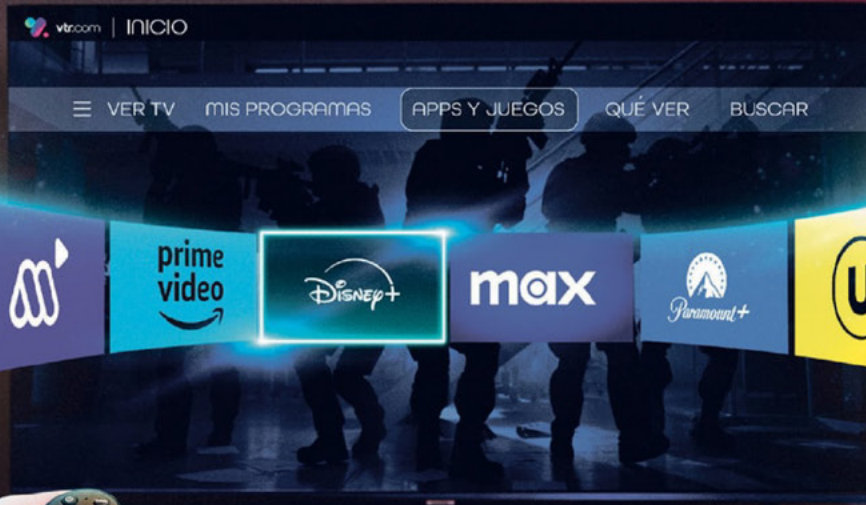 vtr.com | INICIO
VER TV MIS PROGRAMAS APPS Y JUEGOS QUÉ VER BUSCAR
prime
video
Disney+
max
Paramount+
U